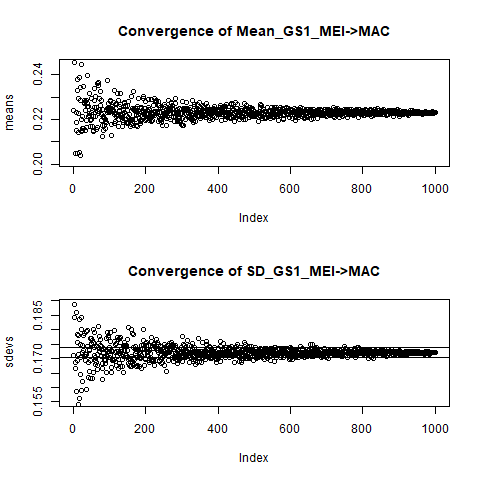 Convergence of Mean_GS1_MEI->MAC
means
0.24
0.22
0.20
0 200 400 600 800 1000
Index
Convergence of SD_GS1_MEI->MAC
sdevs
0.185
0.170
0.155
0 200 400 600 800 1000
Index